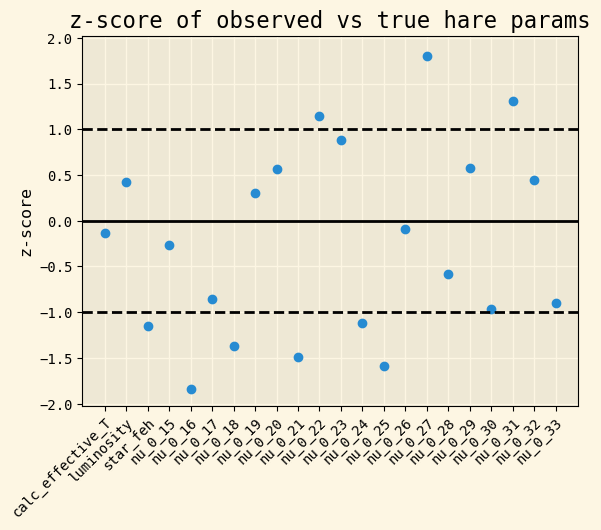 z-score of observed vs true hare params
z-score
2.0
1.5
1.0
0.5
0.0
−0.5
−1.0
−1.5
−2.0
calc_effective_T
luminosity
star_feh
nu_0_15
nu_0_16
nu_0_17
nu_0_18
nu_0_19
nu_0_20
nu_0_21
nu_0_22
nu_0_23
nu_0_24
nu_0_25
nu_0_26
nu_0_27
nu_0_28
nu_0_29
nu_0_30
nu_0_31
nu_0_32
nu_0_33